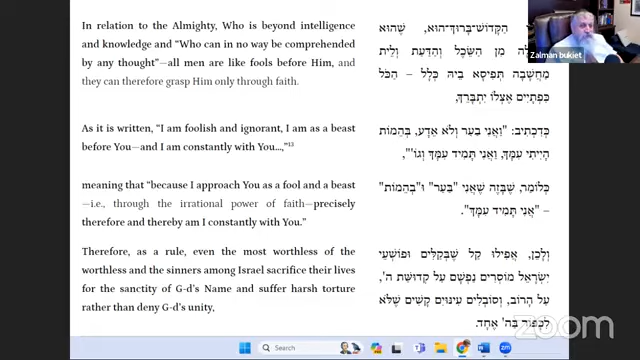 In relation to the Almighty, Who is beyond intelligence
and knowledge and “Who can in no way be comprehended
by any thought”—all men are like fools before Him, and
they can therefore grasp Him only through faith.
As it is written, “I am foolish and ignorant, I am as a beast
before You—and I am constantly with You...,”13
meaning that “because I approach You as a fool and a beast
—i.e., through the irrational power of faith—precisely
therefore and thereby am I constantly with You.”
Therefore, as a rule, even the most worthless of the
worthless and the sinners among Israel sacrifice their lives
for the sanctity of G-d’s Name and suffer harsh torture
rather than deny G-d’s unity,
הַקָּדוֹשׁ־בָּרוּךְ־הוּא, שֶׁהוּא
מִן הַשֵּׂכֶל וְהַדַּעַת וְלֵית
מַחֲשָׁבָה תְּפִיסָא בֵּיהּ כְּלָל – הַכֹּל
כִּפְתָיִים אֶצְלוֹ יִתְבָּרֵךְ,
כְּדִכְתִיב: "וַאֲנִי בַעַר וְלֹא אֵדָע, בְּהֵמוֹת
הָיִיתִי עִמָּךְ, וַאֲנִי תָּמִיד עִמָּךְ וְגוֹ'",
כְּלוֹמַר, שֶׁבָּזֶה שֶׁאֲנִי "בַּעַר" וּ"בְהֵמוֹת"
– "אֲנִי תָּמִיד עִמָּךְ".
וְלָכֵן, אֲפִילוּ קַל שֶׁבְּקַלִּים וּפוֹשְׁעֵי
יִשְׂרָאֵל מוֹסְרִים נַפְשָׁם עַל קְדוּשַּׁת ה',
עַל הָרוֹב, וְסוֹבְלִים עִינּוּיִם קָשִׁים שֶׁלֹּא
לִכְפּוֹר בַּה' אֶחָד.
Zalman bukiet
Search
zoom